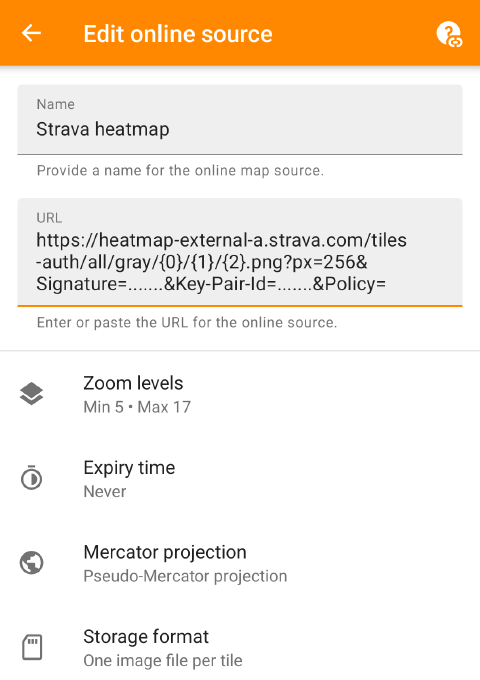 Edit online source
Name
Strava heatmap
Provide a name for the online map source.
URL
https://heatmap-external-a.strava.com/tiles
-auth/all/gray/{0}/{1}/{2}.png?px=256&
Signature=.......&Key-Pair-Id=.......&Policy=
Enter or paste the URL for the online source.
Zoom levels
Min 5 • Max 17
Expiry time
Never
Mercator projection
Pseudo-Mercator projection
Storage format
One image file per tile